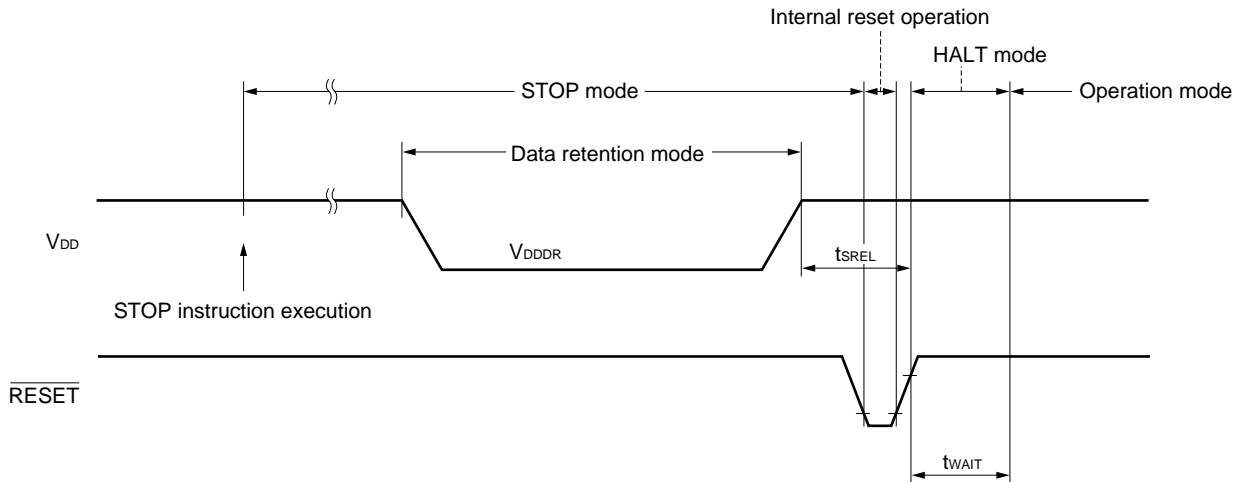 Internal reset operation
HALT mode
STOP mode
Operation mode
Data retention mode
VDD
VDDDR
tSREL
STOP instruction execution
RESET
tWAIT